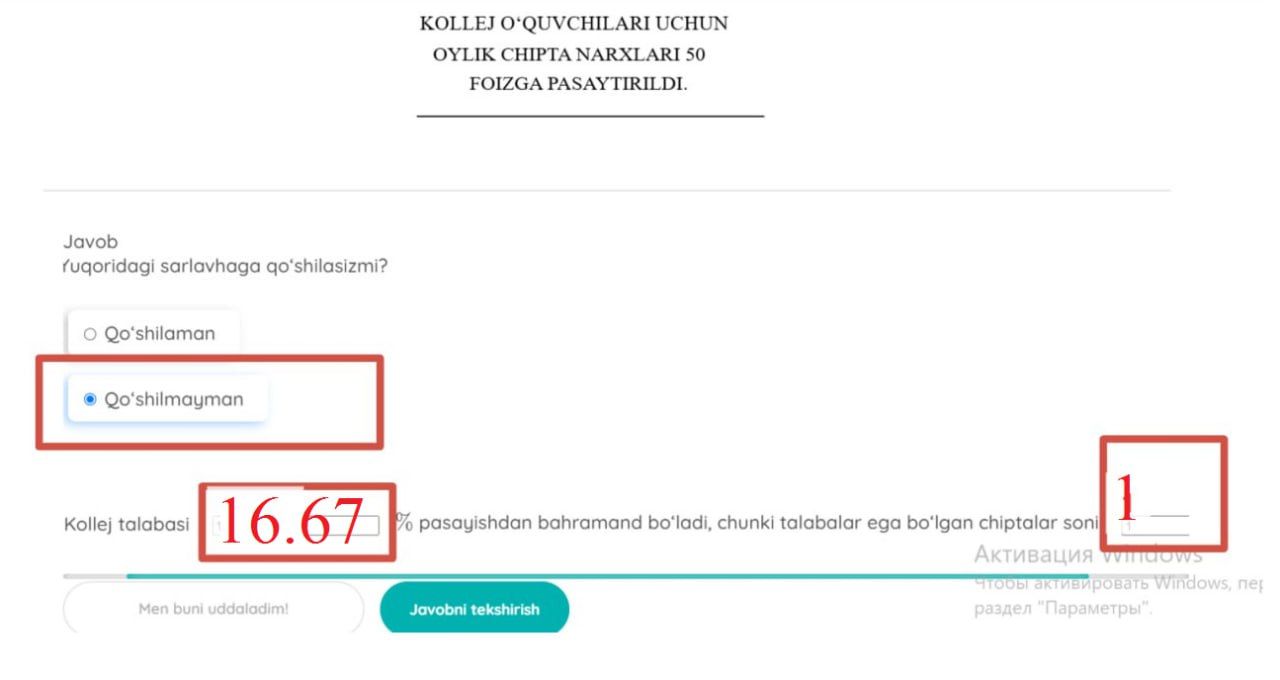 KOLLEJ O‘QUVCHILARI UCHUN
OYLIK CHIPTA NARXLARI 50
FOIZGA PASAYTIRILDI.
Javob
Yuqoridagi sarlavhaga qo‘shilasizmi?
Qo‘shilaman
Qo‘shilmayman
Kollej talabasi 16.67 % pasayishdan bahramand bo‘ladi, chunki talabalar ega bo‘lgan chiptalar soni 1
Активация Windows
Чтобы активировать Windows, пер
раздел "Параметры".
Men buni uddaladim!
Javobni tekshirish